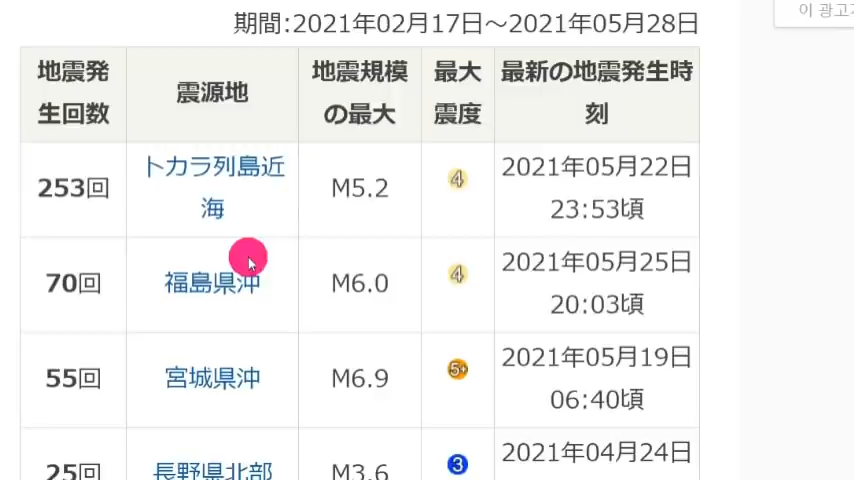 期間:2021年02月17日～2021年05月28日
이 광고
地震発生回数 震源地 地震規模の最大 最大震度 最新の地震発生時刻
253回 トカラ列島近海 M5.2 4 2021年05月22日 23:53頃
70回 福島県沖 M6.0 4 2021年05月25日 20:03頃
55回 宮城県沖 M6.9 5+ 2021年05月19日 06:40頃
25回 長野県北部 M3.6 3 2021年04月24日